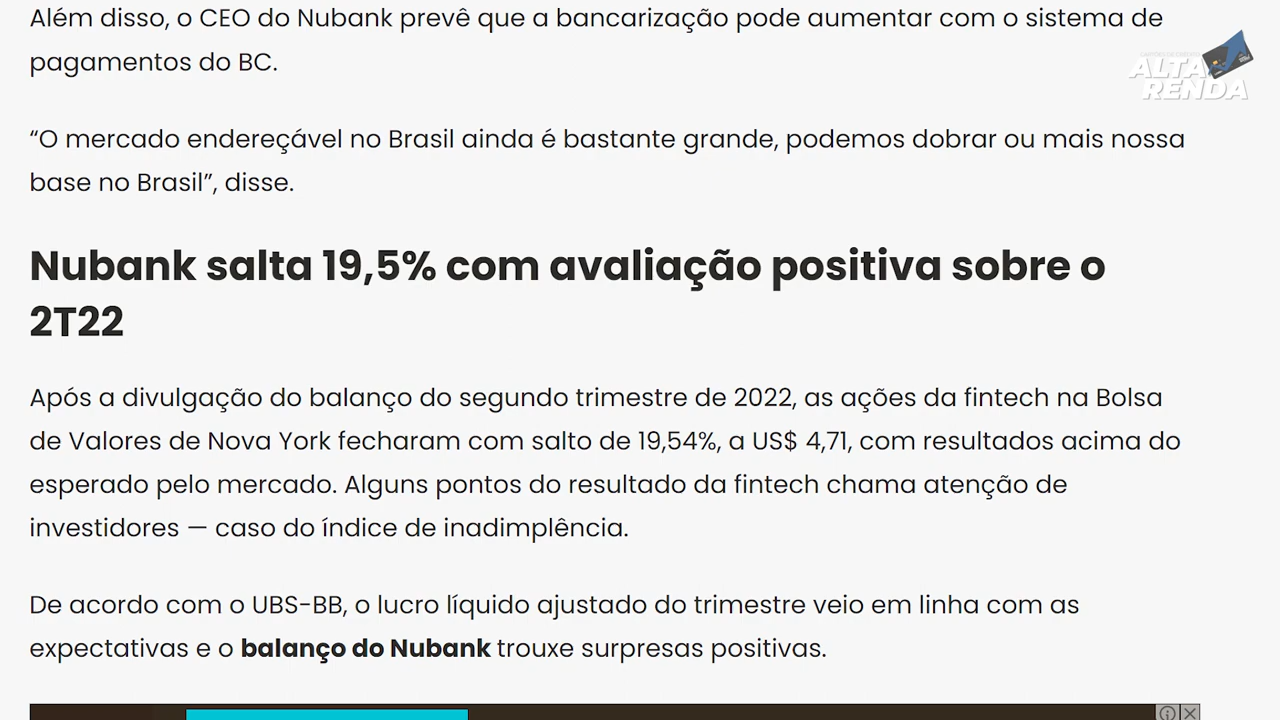 Além disso, o CEO do Nubank prevê que a bancarização pode aumentar com o sistema de
pagamentos do BC.
ALTA
RENDA
“O mercado endereçável no Brasil ainda é bastante grande, podemos dobrar ou mais nossa
base no Brasil”, disse.
Nubank salta 19,5% com avaliação positiva sobre o
2T22
Após a divulgação do balanço do segundo trimestre de 2022, as ações da fintech na Bolsa
de Valores de Nova York fecharam com salto de 19,54%, a US$ 4,71, com resultados acima do
esperado pelo mercado. Alguns pontos do resultado da fintech chama atenção de
investidores — caso do índice de inadimplência.
De acordo com o UBS-BB, o lucro líquido ajustado do trimestre veio em linha com as
expectativas e o balanço do Nubank trouxe surpresas positivas.